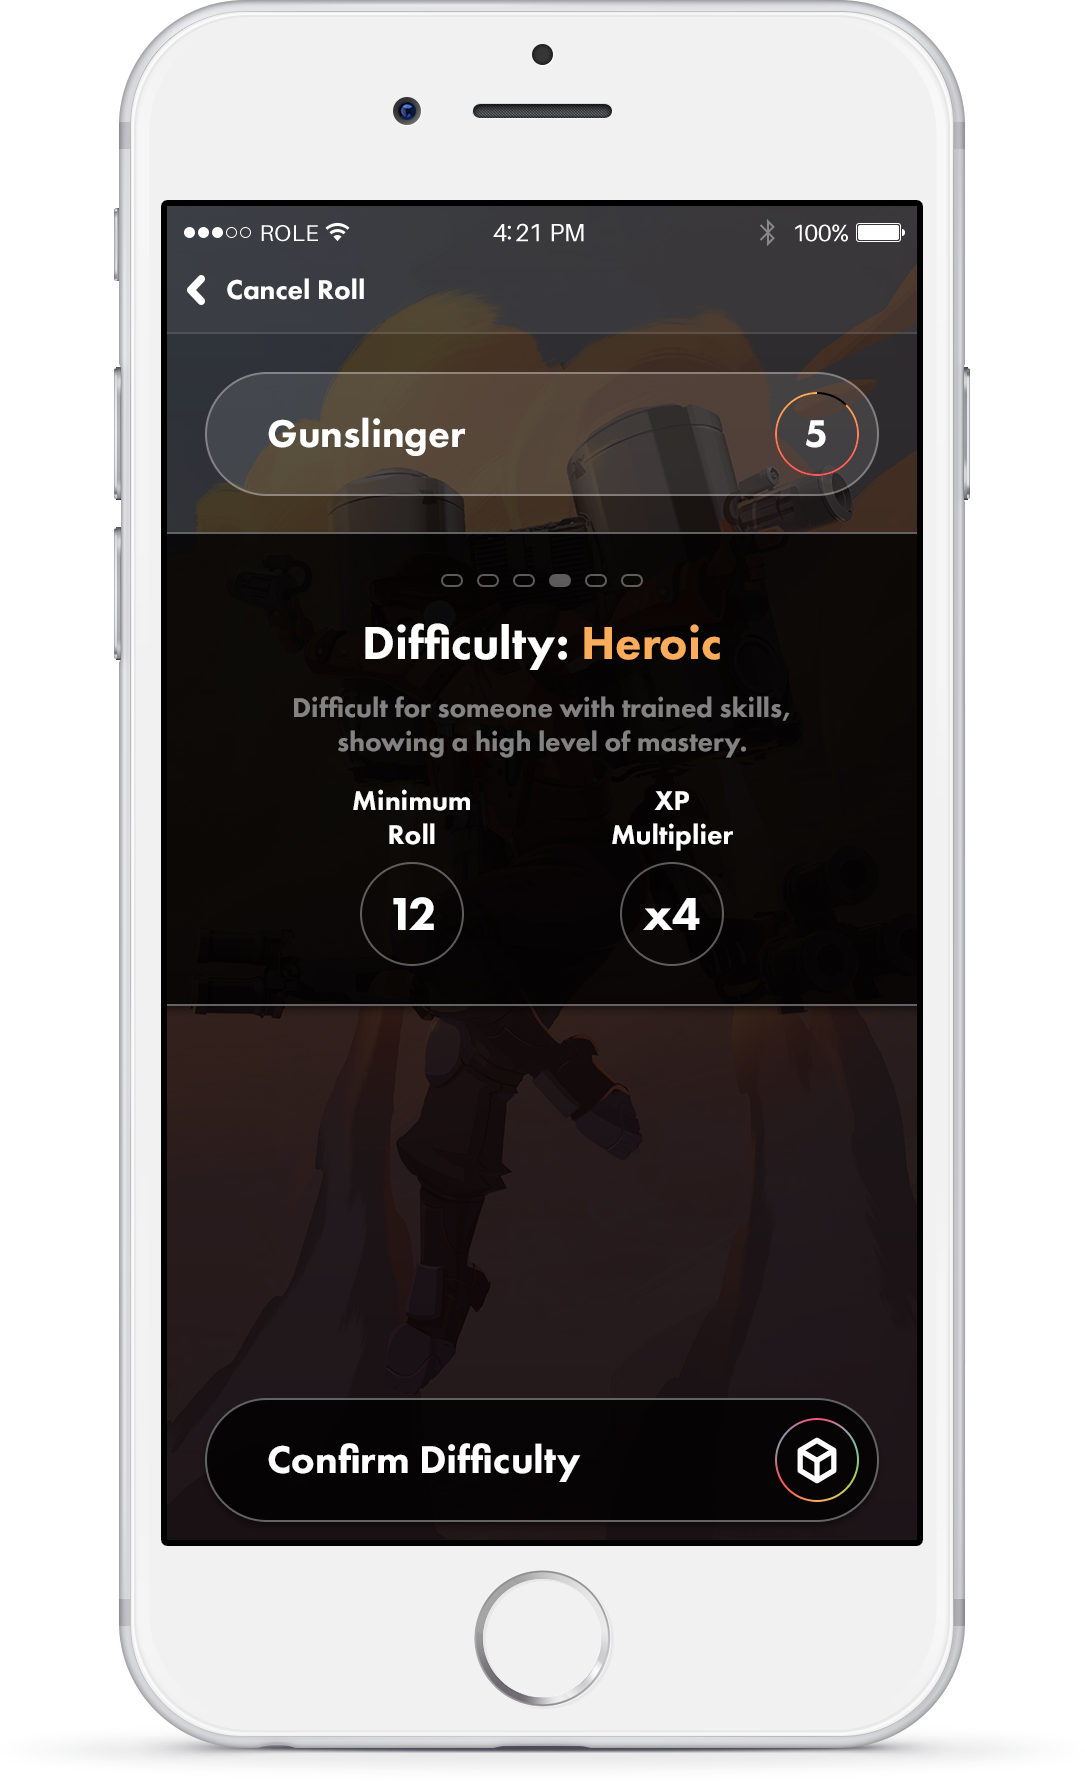 ROLE
4:21 PM
100%
Cancel Roll
Gunslinger
5
Difficulty: Heroic
Difficult for someone with trained skills,
showing a high level of mastery.
Minimum
Roll
12
XP
Multiplier
x4
Confirm Difficulty